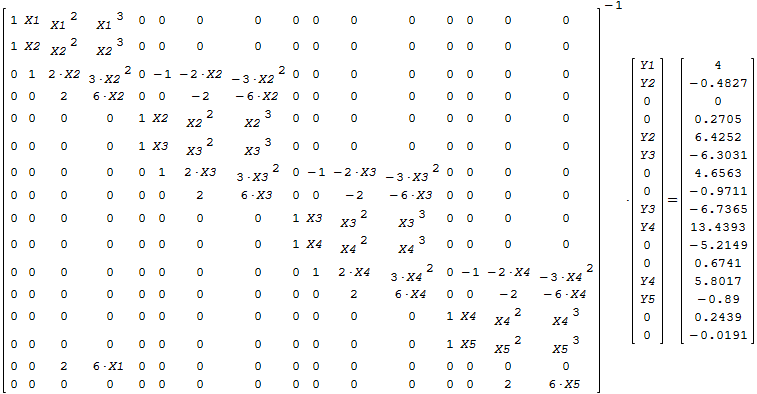 1 X1 X1^2 X1^3 0 0 0 0 0 0 0 0 0 0 0 0 -1
1 X2 X2^2 X2^3 0 0 0 0 0 0 0 0 0 0 0 0 Y1 4
0 1 2·X2 3·X2^2 0 -1 -2·X2 -3·X2^2 0 0 0 0 0 0 0 0 Y2 -0.4827
0 0 2 6·X2 0 0 -2 -6·X2 0 0 0 0 0 0 0 0 0 0
0 0 0 0 1 X2 X2^2 X2^3 0 0 0 0 0 0 0 0 0 0.2705
0 0 0 0 1 X3 X3^2 X3^3 0 0 0 0 0 0 0 0 Y2 6.4252
0 0 0 0 0 1 2·X3 3·X3^2 0 -1 -2·X3 -3·X3^2 0 0 0 0 Y3 -6.3031
0 0 0 0 0 0 2 6·X3 0 0 -2 -6·X3 0 0 0 0 0 4.6563
0 0 0 0 0 0 0 0 1 X3 X3^2 X3^3 0 0 0 0 0 -0.9711
0 0 0 0 0 0 0 0 1 X4 X4^2 X4^3 0 0 0 0 · Y3 = -6.7365
0 0 0 0 0 0 0 0 0 1 2·X4 3·X4^2 0 -1 -2·X4 -3·X4^2 Y4 13.4393
0 0 0 0 0 0 0 0 0 0 2 6·X4 0 0 -2 -6·X4 0 -5.2149
0 0 0 0 0 0 0 0 0 0 0 0 1 X4 X4^2 X4^3 0 0.6741
0 0 0 0 0 0 0 0 0 0 0 0 1 X5 X5^2 X5^3 Y4 5.8017
0 0 2 6·X1 0 0 0 0 0 0 0 0 0 0 0 0 Y5 -0.89
0 0 0 0 0 0 0 0 0 0 0 0 0 0 2 6·X5 0 0.2439
0 -0.0191